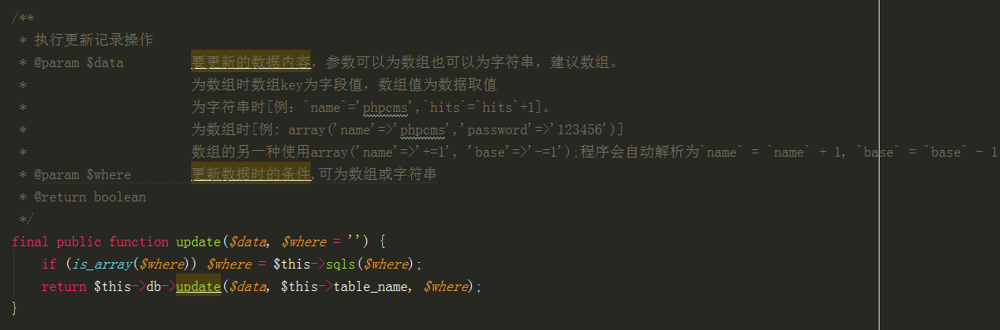 /**
 * 执行更新记录操作
 * @param $data         要更新的数据内容，参数可以为数组也可以为字符串，建议数组。
 *                      为数组时数组key为字段值，数组值为数据取值
 *                      为字符串时[例：`name`='phpcms',`hits`=`hits`+1]。
 *                      为数组时[例: array('name'=>'phpcms','password'=>'123456')]
 *                      数组的另一种使用array('name'=>'+=1', 'base'=>'-=1');程序会自动解析为`name` = `name` + 1, `base` = `base` - 1
 * @param $where        更新数据时的条件,可为数组或字符串
 * @return boolean
 */
final public function update($data, $where = '') {
    if (is_array($where)) $where = $this->sqls($where);
    return $this->db->update($data, $this->table_name, $where);
}